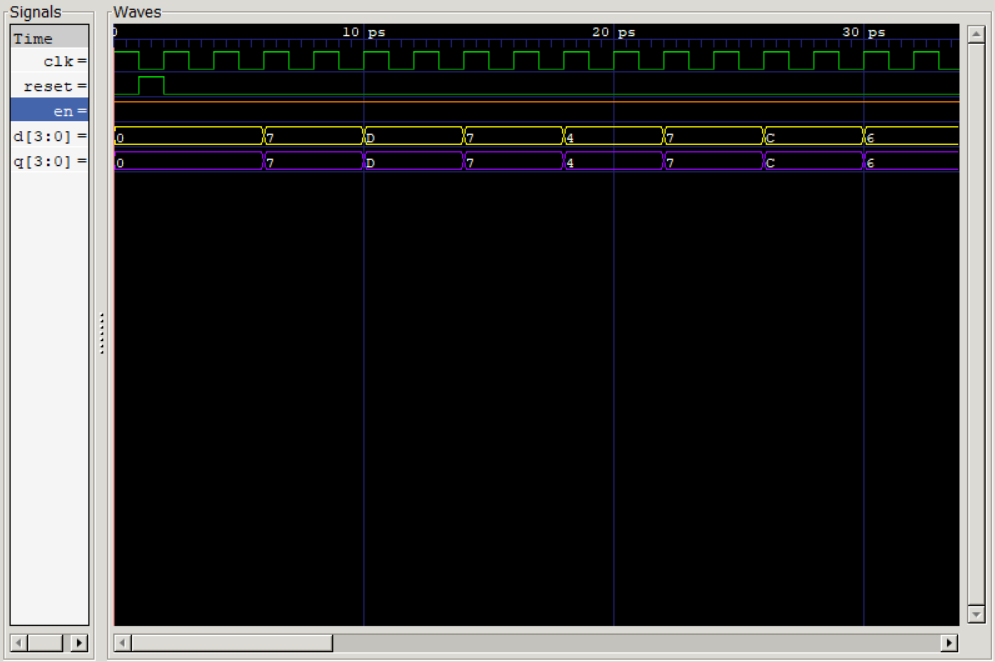 Signals
Waves
Time
0 10 ps 20 ps 30 ps
clk=
reset=
en=
d[3:0] = 0 7 D 7 4 7 C 6
q[3:0] = 0 7 D 7 4 7 C 6